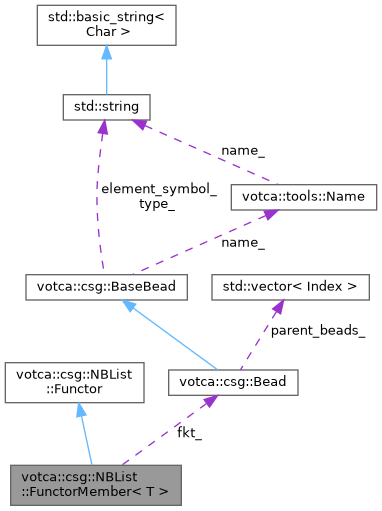 std::basic_string<
Char >
std::string
name_
element_symbol_
type_
votca::tools::Name
name_
votca::csg::BaseBead
std::vector< Index >
parent_beads_
votca::csg::NBList
::Functor
votca::csg::Bead
fkt_
votca::csg::NBList
::FunctorMember< T >